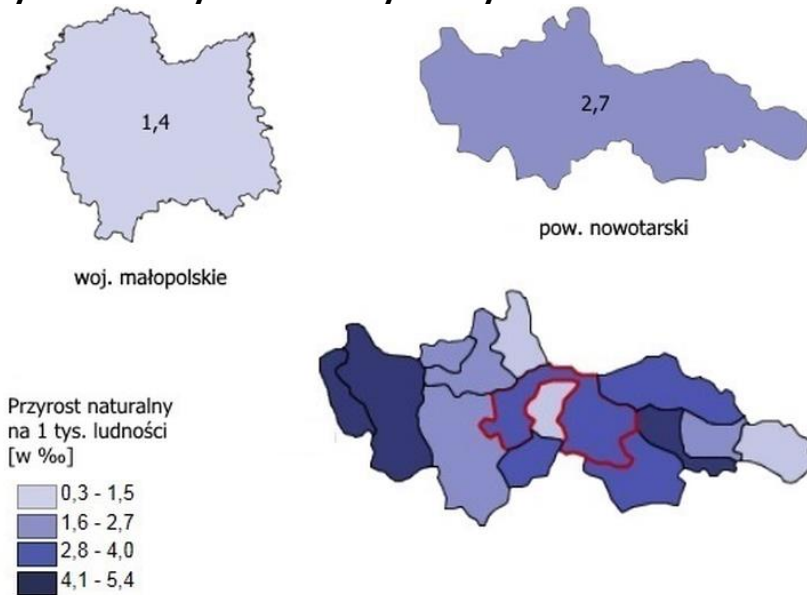 1,4
2,7
woj. małopolskie
pow. nowotarski
Przyrost naturalny
na 1 tys. ludności
[w ‰]
0,3 - 1,5
1,6 - 2,7
2,8 - 4,0
4,1 - 5,4